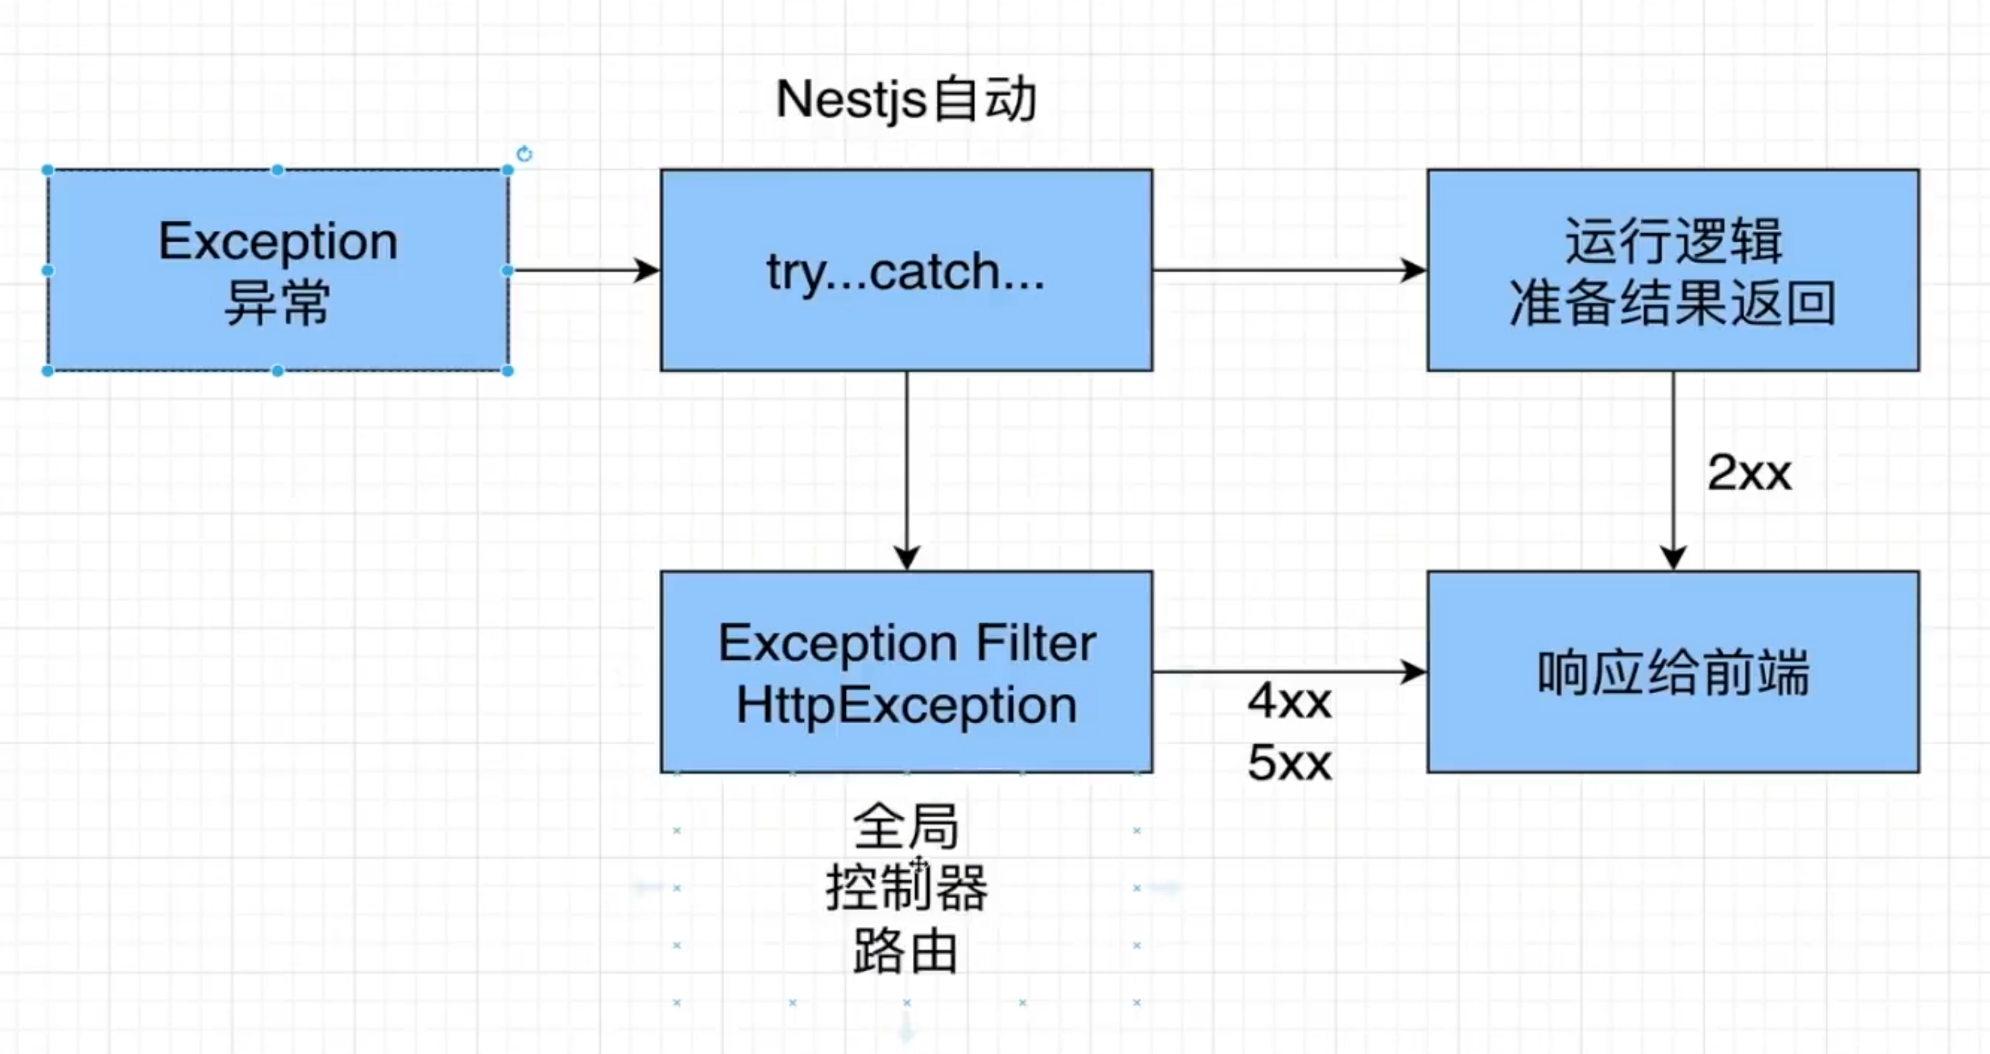 Nestjs自动
Exception
异常
try...catch...
运行逻辑
准备结果返回
2xx
Exception Filter
HttpException
4xx
5xx
响应给前端
全局
控制器
路由